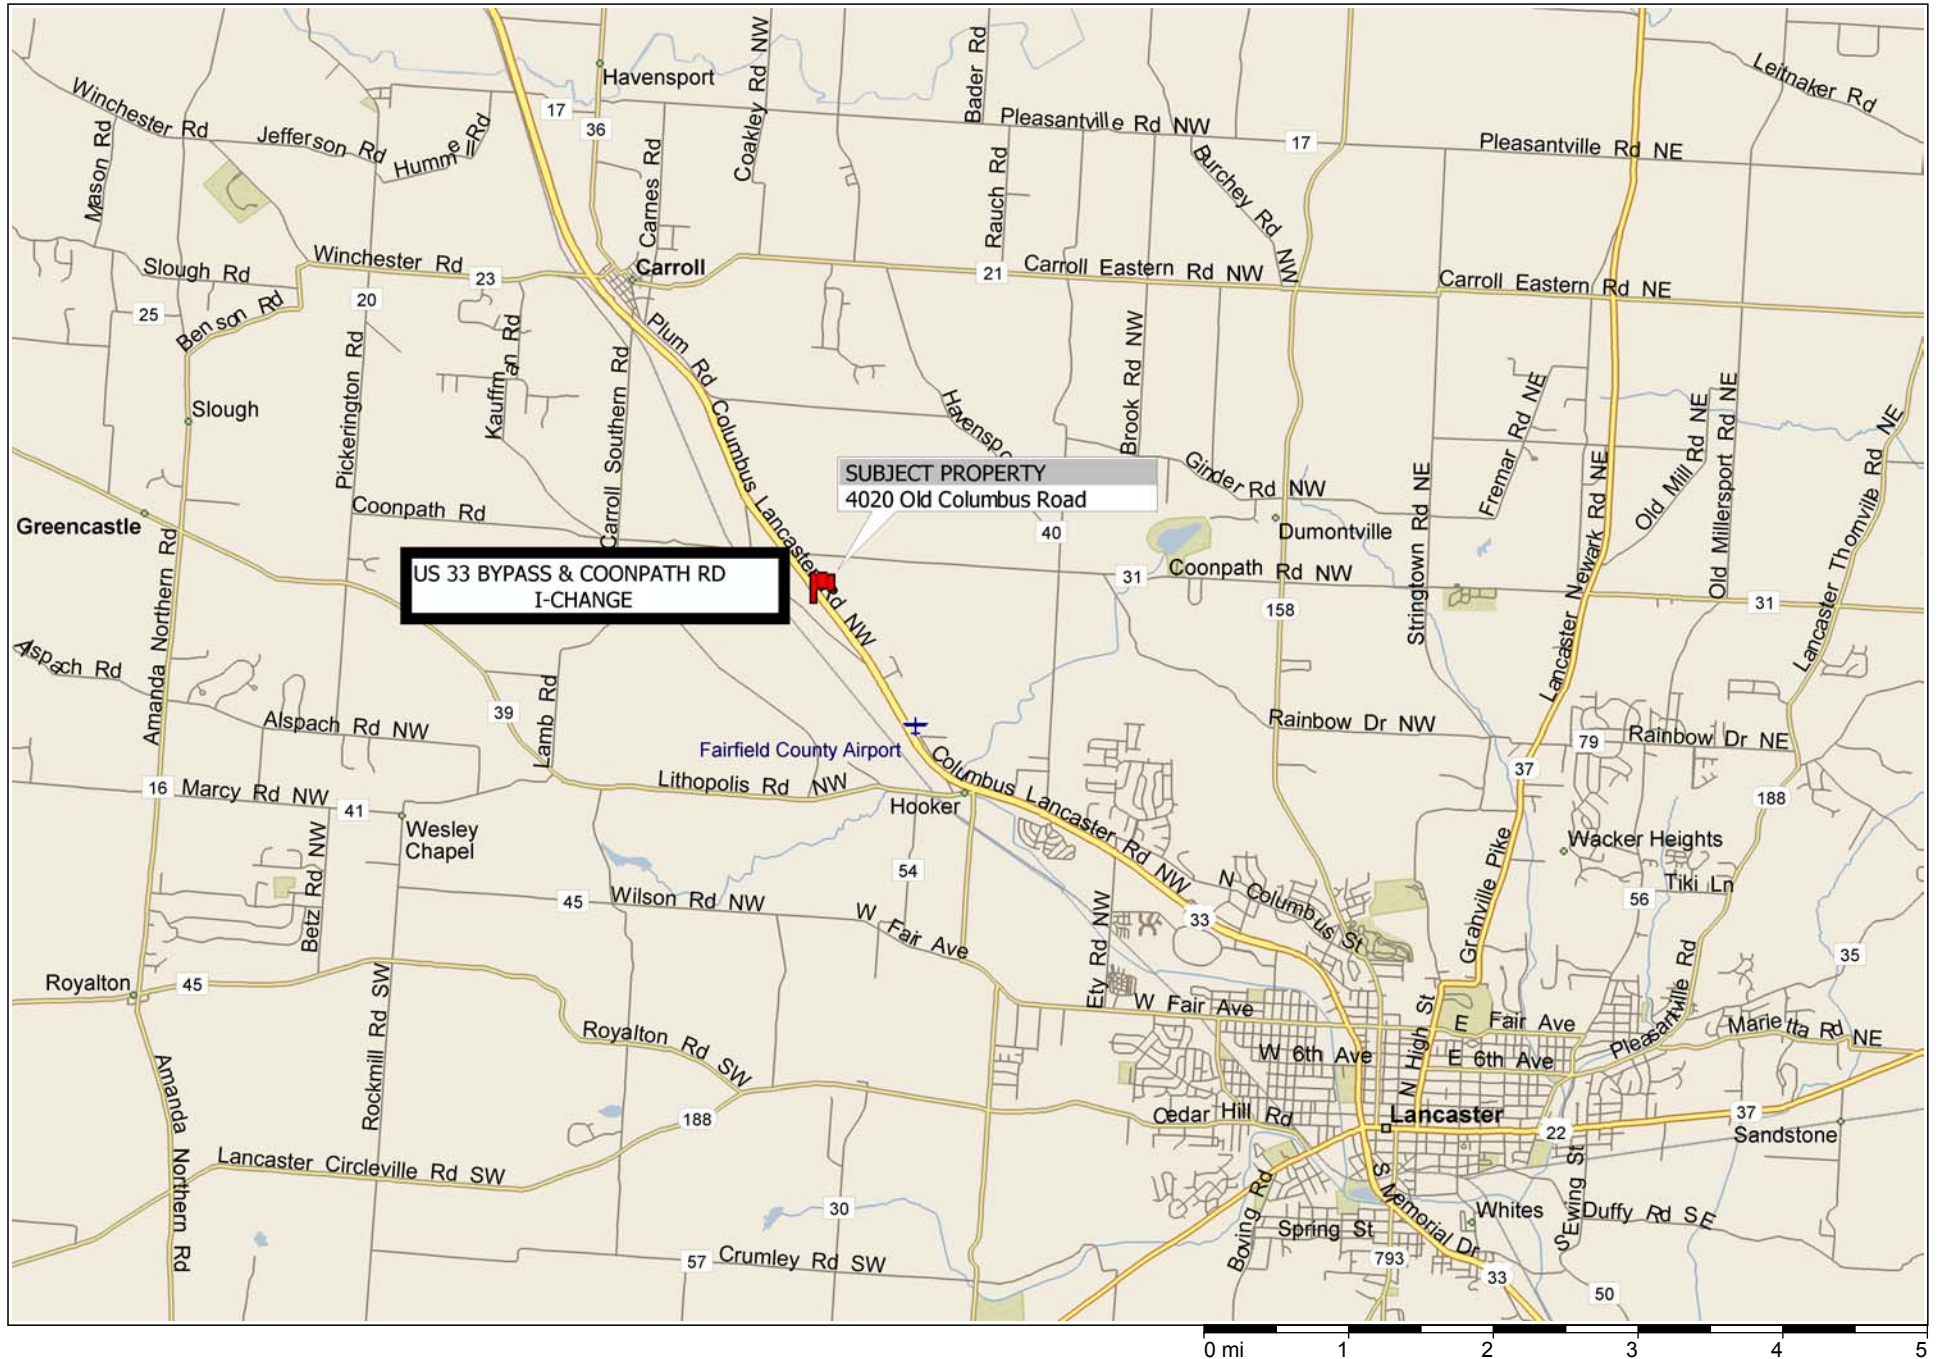 Havensport
Coakley Rd NW
Bader Rd
Leitnaker Rd
Winchester Rd
Mason Rd
Jefferson Rd
Humme Rd
17
36
Pleasantville Rd NW
17
Pleasantville Rd NE
Carnes Rd
Rauch Rd
Burchey Rd NW
Slough Rd
Winchester Rd
23
Carroll
21
Carroll Eastern Rd NW
Carroll Eastern Rd NE
25
Benson Rd
20
Plum Rd
Kauffman Rd
Pickerington Rd
Carroll Southern Rd
Brook Rd NW
Slough
Fremar Rd NE
Old Mill Rd NE
Old Millersport Rd NE
Columbus Lancaster Rd NW
SUBJECT PROPERTY
4020 Old Columbus Road
Ginder Rd NW
Stringtown Rd NE
Lancaster Newark Rd NE
Lancaster Thornville Rd NE
Coonpath Rd
Greencastle
40
Dumontville
US 33 BYPASS & COONPATH RD
I-CHANGE
31
Coonpath Rd NW
158
31
Amanda Northern Rd
Alspach Rd
Alspach Rd NW
39
Lamb Rd
Fairfield County Airport
Rainbow Dr NW
79
Rainbow Dr NE
37
16
Marcy Rd NW
41
Lithopolis Rd NW
Hooker
Columbus Lancaster Rd NW
188
Wesley
Chapel
Betz Rd NW
54
Wacker Heights
Granville Pike
Tiki Ln
56
45
Wilson Rd NW
W Fair Ave
Ety Rd NW
33
N Columbus St
35
Royalton
45
Rockmill Rd SW
Royalton Rd SW
W Fair Ave
N High St
E Fair Ave
Pleasantville Rd
Marietta Rd NE
W 6th Ave
E 6th Ave
Amanda Northern Rd
188
Cedar Hill Rd
Lancaster
22
37
Sandstone
Lancaster Circleville Rd SW
30
Boving Rd
S Memorial Dr
Spring St
Whites
S Ewing St
Duffy Rd SE
57
Crumley Rd SW
793
33
50
0 mi 1 2 3 4 5